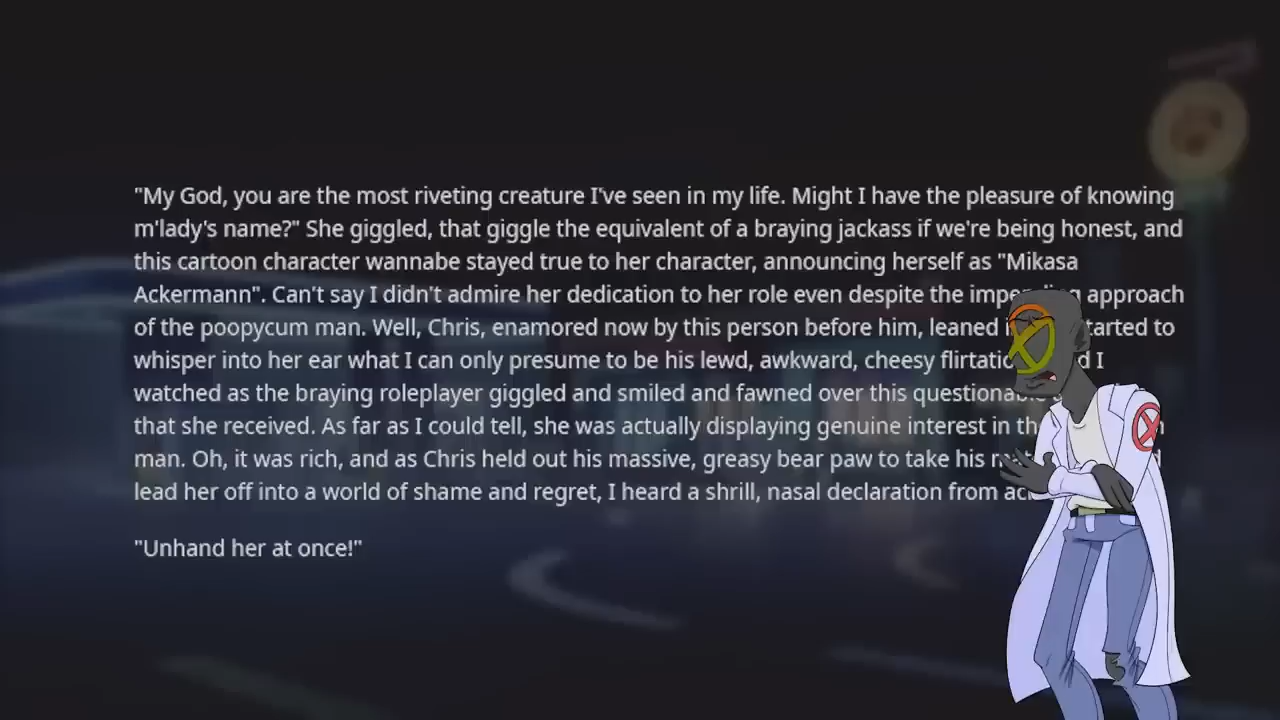 "My God, you are the most riveting creature I've seen in my life. Might I have the pleasure of knowing
m'lady's name?" She giggled, that giggle the equivalent of a braying jackass if we're being honest, and
this cartoon character wannabe stayed true to her character, announcing herself as "Mikasa
Ackermann". Can't say I didn't admire her dedication to her role even despite the impending approach
of the poopycum man. Well, Chris, enamored now by this person before him, leaned started to
whisper into her ear what I can only presume to be his lewd, awkward, cheesy I
watched as the braying roleplayer giggled and smiled and fawned over this
that she received. As far as I could tell, she was actually displaying genuine interest in
man. Oh, it was rich, and as Chris held out his massive, greasy bear paw to take his
lead her off into a world of shame and regret, I heard a shrill, nasal declaration from
"Unhand her at once!"